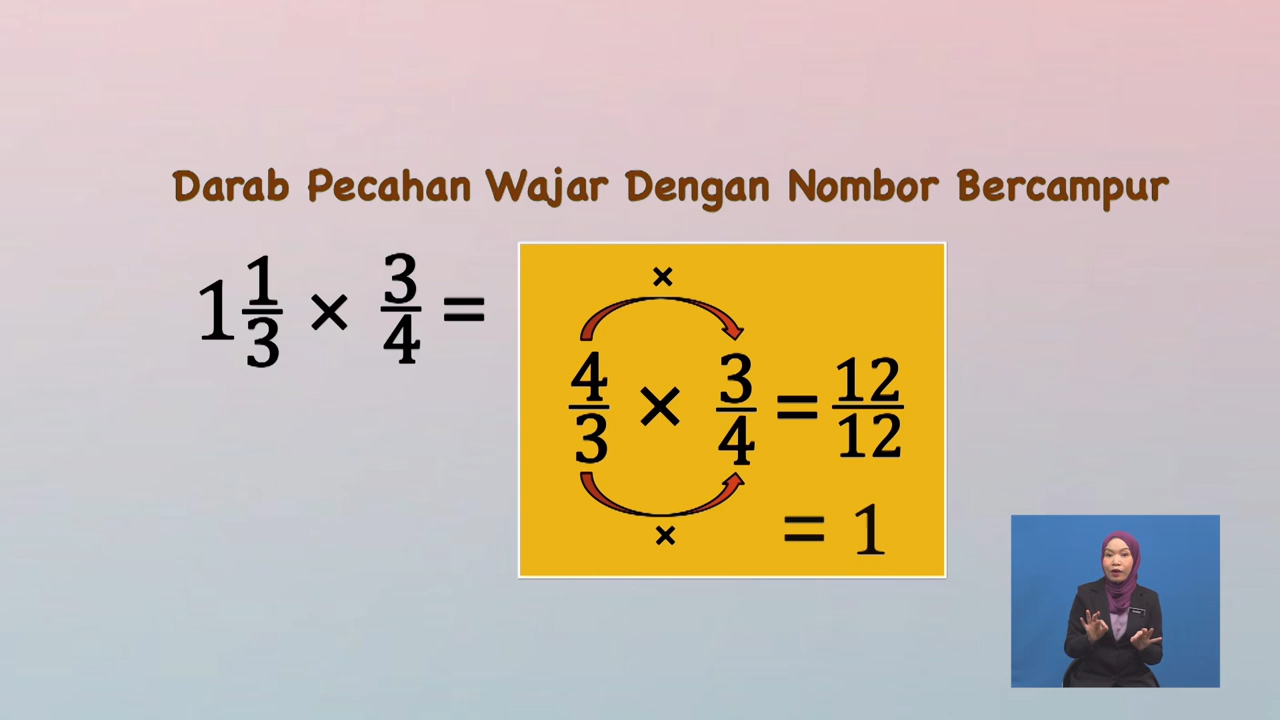 Darab Pecahan Wajar Dengan Nombor Bercampur
1 1/3 × 3/4 =
×
4/3 × 3/4 = 12/12
×
= 1